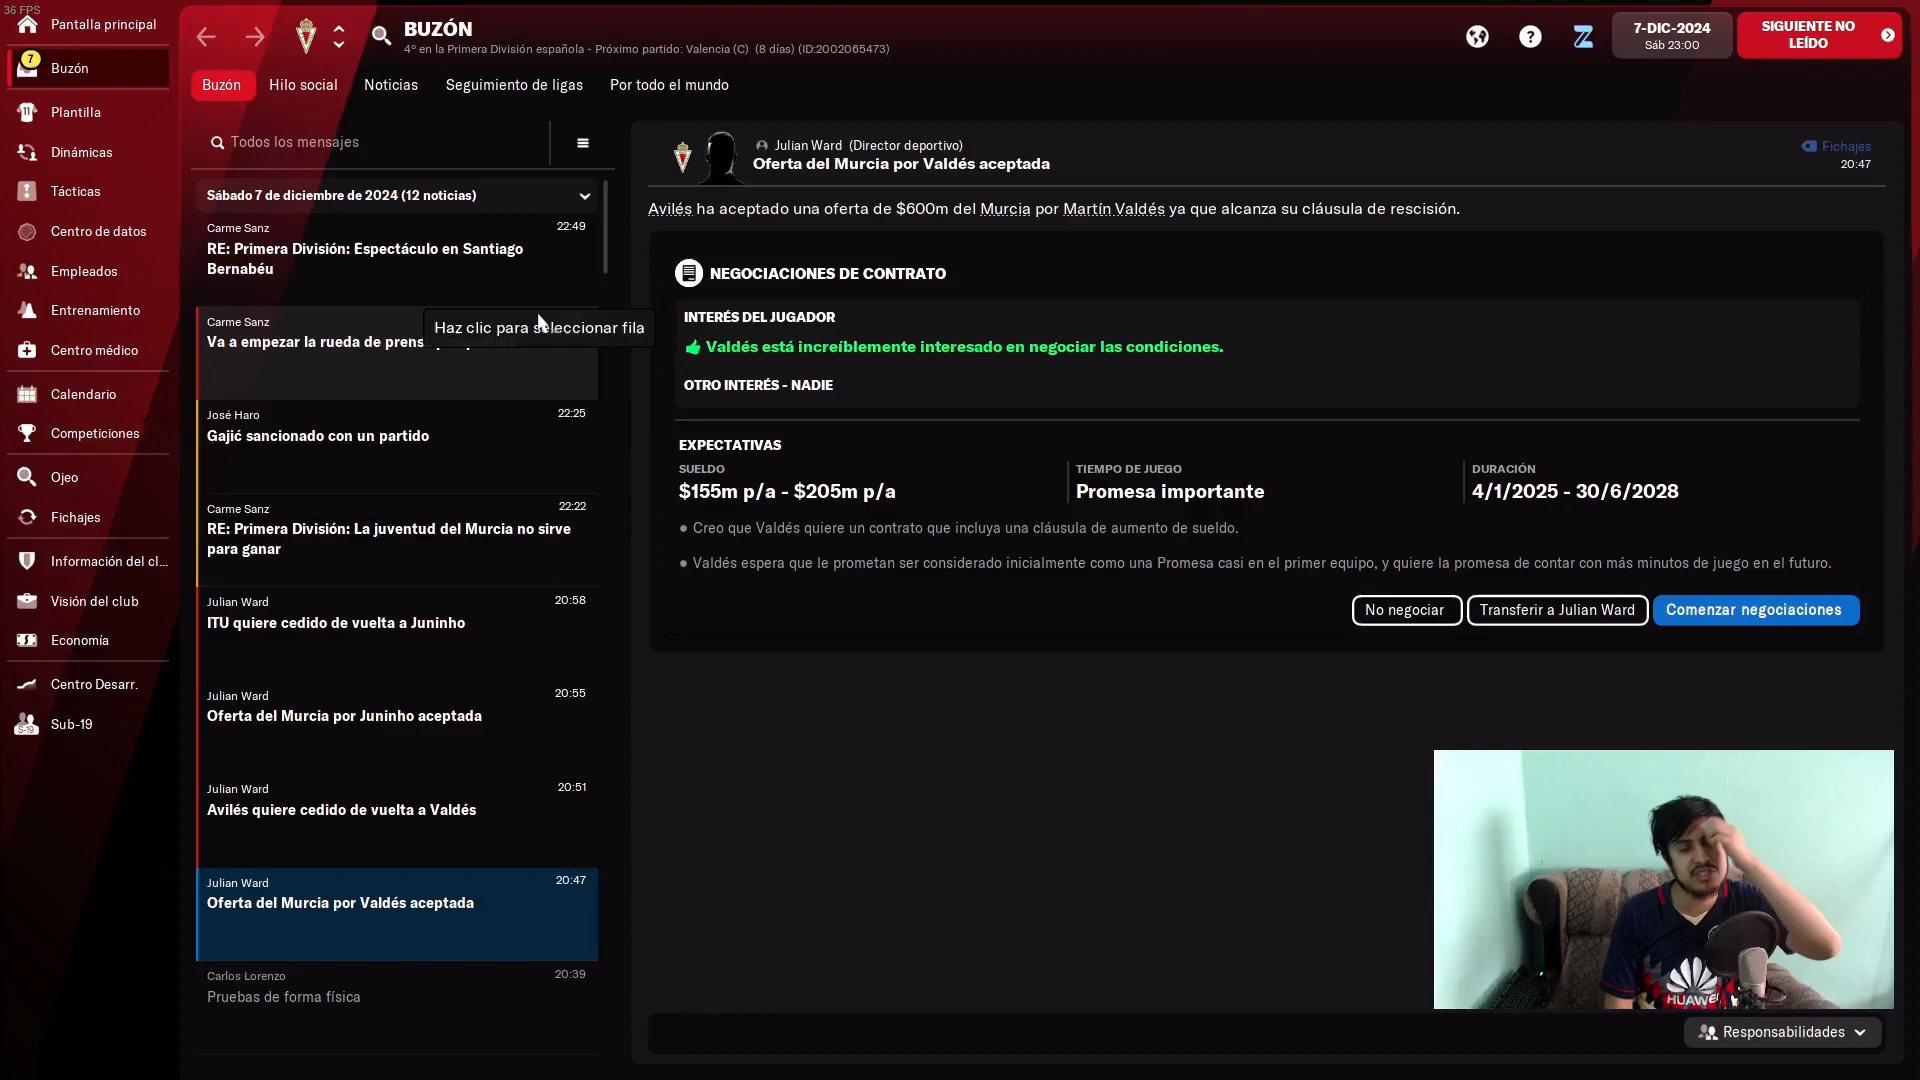 36 FPS
Pantalla principal
7
Buzón
Plantilla
Dinámicas
Tácticas
Centro de datos
Empleados
Entrenamiento
Centro médico
Calendario
Competiciones
Ojeo
Fichajes
Información del cl...
Visión del club
Economía
Centro Desarr.
S-19
Sub-19
BUZÓN
4º en la Primera División española - Próximo partido: Valencia (C) (8 días) (ID:2002065473)
7-DIC-2024
Sáb 23:00
SIGUIENTE NO
LEÍDO
Buzón
Hilo social
Noticias
Seguimiento de ligas
Por todo el mundo
Todos los mensajes
Sábado 7 de diciembre de 2024 (12 noticias)
Carme Sanz 22:49
RE: Primera División: Espectáculo en Santiago
Bernabéu
Carme Sanz
Va a empezar la rueda de prensa
Haz clic para seleccionar fila
José Haro 22:25
Gajić sancionado con un partido
Carme Sanz 22:22
RE: Primera División: La juventud del Murcia no sirve
para ganar
Julian Ward 20:58
ITU quiere cedido de vuelta a Juninho
Julian Ward 20:55
Oferta del Murcia por Juninho aceptada
Julian Ward 20:51
Avilés quiere cedido de vuelta a Valdés
Julian Ward 20:47
Oferta del Murcia por Valdés aceptada
Carlos Lorenzo 20:39
Pruebas de forma física
Julian Ward (Director deportivo)
Oferta del Murcia por Valdés aceptada
Fichajes
20:47
Avilés ha aceptado una oferta de $600m del Murcia por Martín Valdés ya que alcanza su cláusula de rescisión.
NEGOCIACIONES DE CONTRATO
INTERÉS DEL JUGADOR
Valdés está increíblemente interesado en negociar las condiciones.
OTRO INTERÉS - NADIE
EXPECTATIVAS
SUELDO
$155m p/a - $205m p/a
TIEMPO DE JUEGO
Promesa importante
DURACIÓN
4/1/2025 - 30/6/2028
• Creo que Valdés quiere un contrato que incluya una cláusula de aumento de sueldo.
• Valdés espera que le prometan ser considerado inicialmente como una Promesa casi en el primer equipo, y quiere la promesa de contar con más minutos de juego en el futuro.
No negociar
Transferir a Julian Ward
Comenzar negociaciones
HUAWEI
Responsabilidades